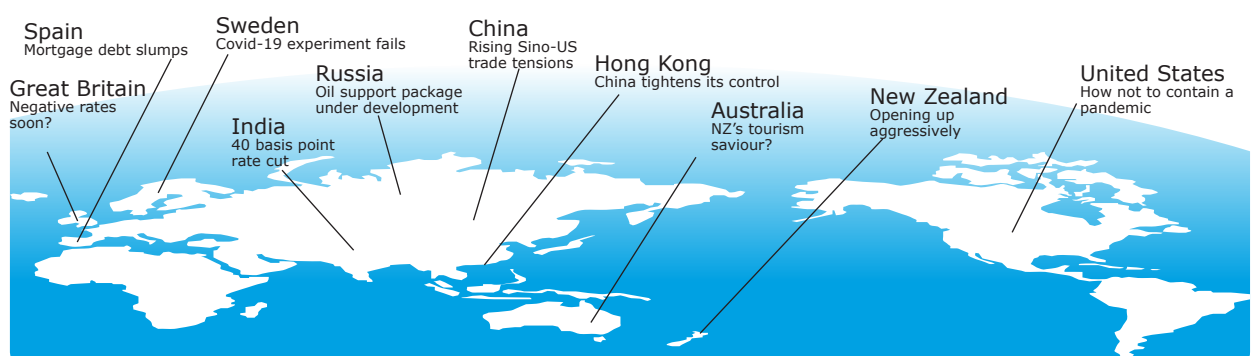 Spain
Mortgage debt slumps
Great Britain
Negative rates
soon?
Sweden
Covid-19 experiment fails
India
40 basis point
rate cut
Russia
Oil support package
under development
China
Rising Sino-US
trade tensions
Hong Kong
China tightens its control
Australia
NZ's tourism
saviour?
New Zealand
Opening up
aggressively
United States
How not to contain a
pandemic